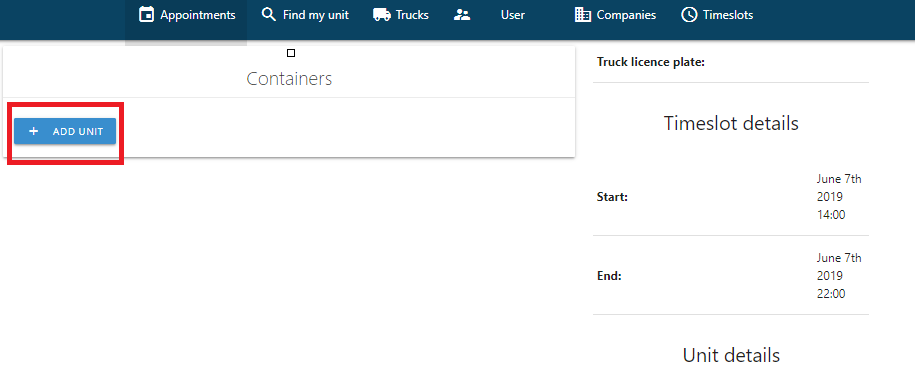 Appointments Find my unit Trucks User Companies Timeslots
Containers
+ ADD UNIT
Truck licence plate:
Timeslot details
Start:
June 7th
2019
14:00
End:
June 7th
2019
22:00
Unit details